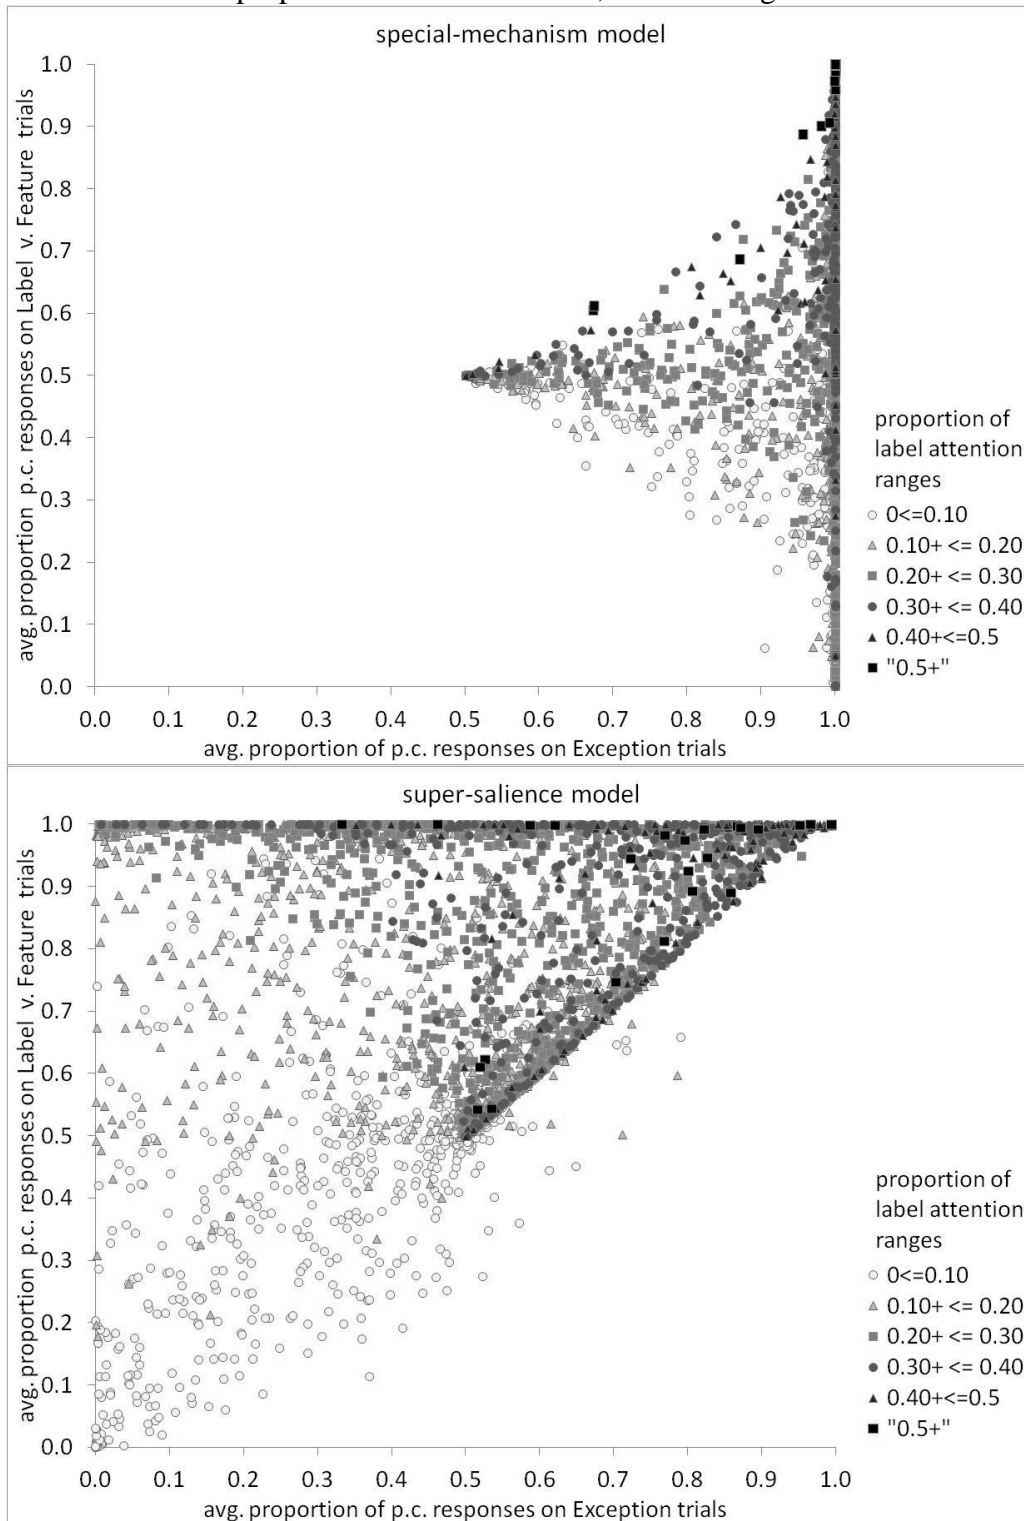 special-mechanism model
avg. proportion p.c. responses on Label v. Feature trials
1.0
0.9
0.8
0.7
0.6
0.5
0.4
0.3
0.2
0.1
0.0
0.0 0.1 0.2 0.3 0.4 0.5 0.6 0.7 0.8 0.9 1.0
avg. proportion of p.c. responses on Exception trials
proportion of
label attention
ranges
0<=0.10
0.10+ <= 0.20
0.20+ <= 0.30
0.30+ <= 0.40
0.40+<=0.5
"0.5+"
super-salience model
avg. proportion p.c. responses on Label v. Feature trials
1.0
0.9
0.8
0.7
0.6
0.5
0.4
0.3
0.2
0.1
0.0
0.0 0.1 0.2 0.3 0.4 0.5 0.6 0.7 0.8 0.9 1.0
avg. proportion of p.c. responses on Exception trials
proportion of
label attention
ranges
0<=0.10
0.10+ <= 0.20
0.20+ <= 0.30
0.30+ <= 0.40
0.40+<=0.5
"0.5+"